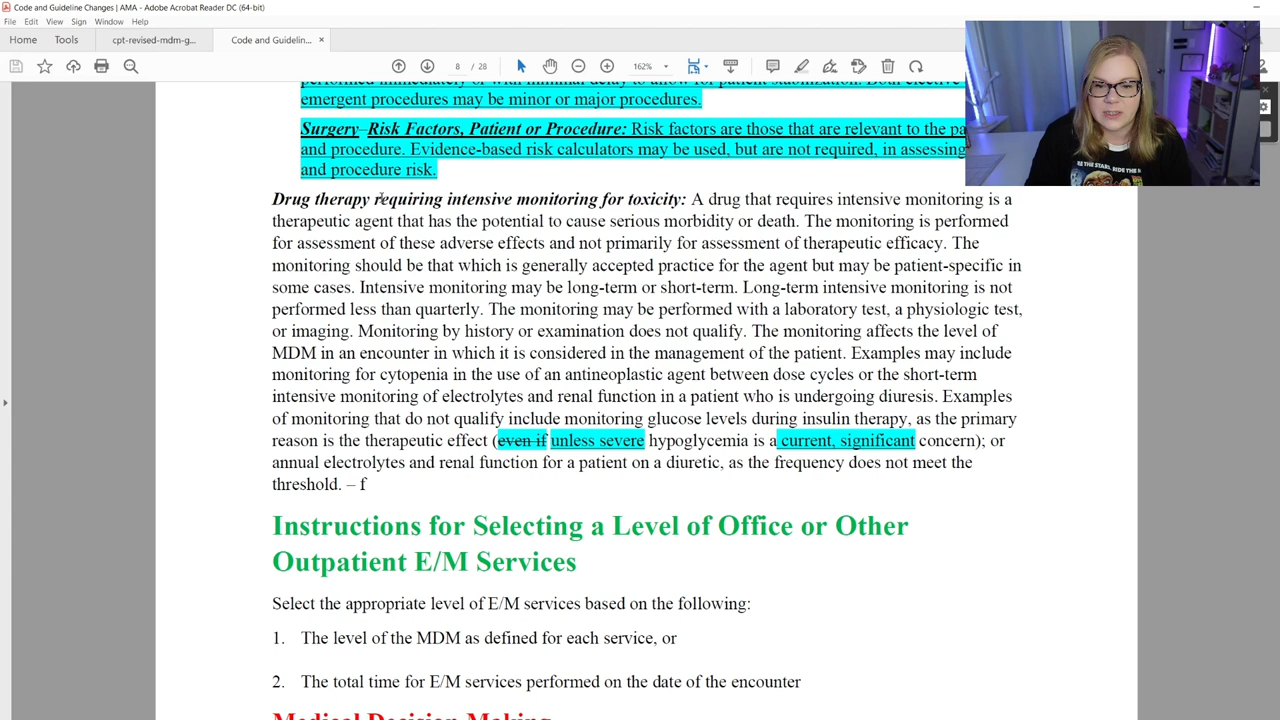 Code and Guideline Changes | AMA - Adobe Acrobat Reader DC (64-bit)
File Edit View Sign Window Help
Home Tools cpt-revised-mdm-g... Code and Guidelin... ×
8 / 28 162%
emergent procedures may be minor or major procedures.
Surgery–Risk Factors, Patient or Procedure: Risk factors are those that are relevant to the pa
and procedure. Evidence-based risk calculators may be used, but are not required, in assessing
and procedure risk.
Drug therapy requiring intensive monitoring for toxicity: A drug that requires intensive monitoring is a
therapeutic agent that has the potential to cause serious morbidity or death. The monitoring is performed
for assessment of these adverse effects and not primarily for assessment of therapeutic efficacy. The
monitoring should be that which is generally accepted practice for the agent but may be patient-specific in
some cases. Intensive monitoring may be long-term or short-term. Long-term intensive monitoring is not
performed less than quarterly. The monitoring may be performed with a laboratory test, a physiologic test,
or imaging. Monitoring by history or examination does not qualify. The monitoring affects the level of
MDM in an encounter in which it is considered in the management of the patient. Examples may include
monitoring for cytopenia in the use of an antineoplastic agent between dose cycles or the short-term
intensive monitoring of electrolytes and renal function in a patient who is undergoing diuresis. Examples
of monitoring that do not qualify include monitoring glucose levels during insulin therapy, as the primary
reason is the therapeutic effect (even if unless severe hypoglycemia is a current, significant concern); or
annual electrolytes and renal function for a patient on a diuretic, as the frequency does not meet the
threshold. – f
Instructions for Selecting a Level of Office or Other
Outpatient E/M Services
Select the appropriate level of E/M services based on the following:
1. The level of the MDM as defined for each service, or
2. The total time for E/M services performed on the date of the encounter
Medical Decision Making